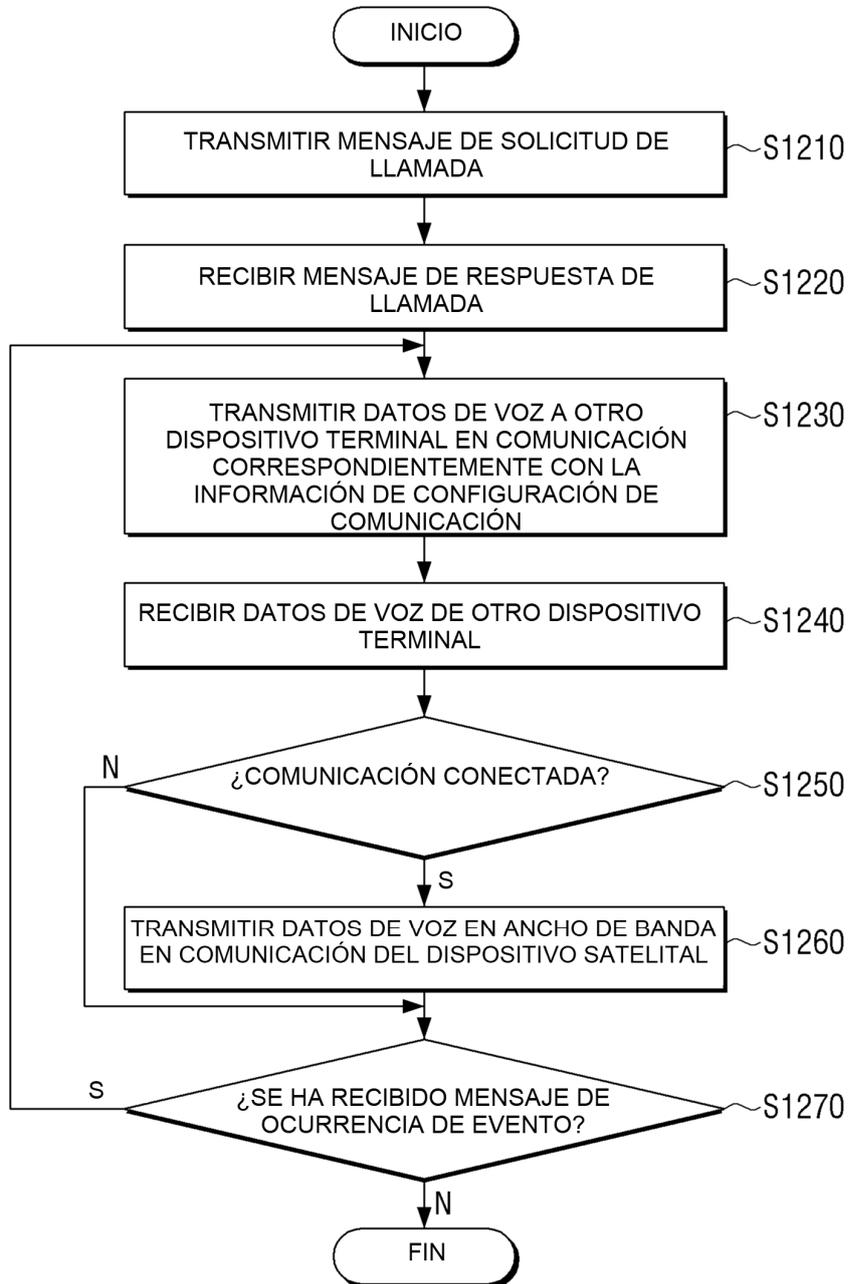 INICIO
TRANSMITIR MENSAJE DE SOLICITUD DE
LLAMADA
S1210
RECIBIR MENSAJE DE RESPUESTA DE
LLAMADA
S1220
TRANSMITIR DATOS DE VOZ A OTRO
DISPOSITIVO TERMINAL EN COMUNICACIÓN
CORRESPONDIENTEMENTE CON LA
INFORMACIÓN DE CONFIGURACIÓN DE
COMUNICACIÓN
S1230
RECIBIR DATOS DE VOZ DE OTRO DISPOSITIVO
TERMINAL
S1240
N
¿COMUNICACIÓN CONECTADA?
S1250
S
TRANSMITIR DATOS DE VOZ EN ANCHO DE BANDA
EN COMUNICACIÓN DEL DISPOSITIVO SATELITAL
S1260
S
¿SE HA RECIBIDO MENSAJE DE
OCURRENCIA DE EVENTO?
S1270
N
FIN